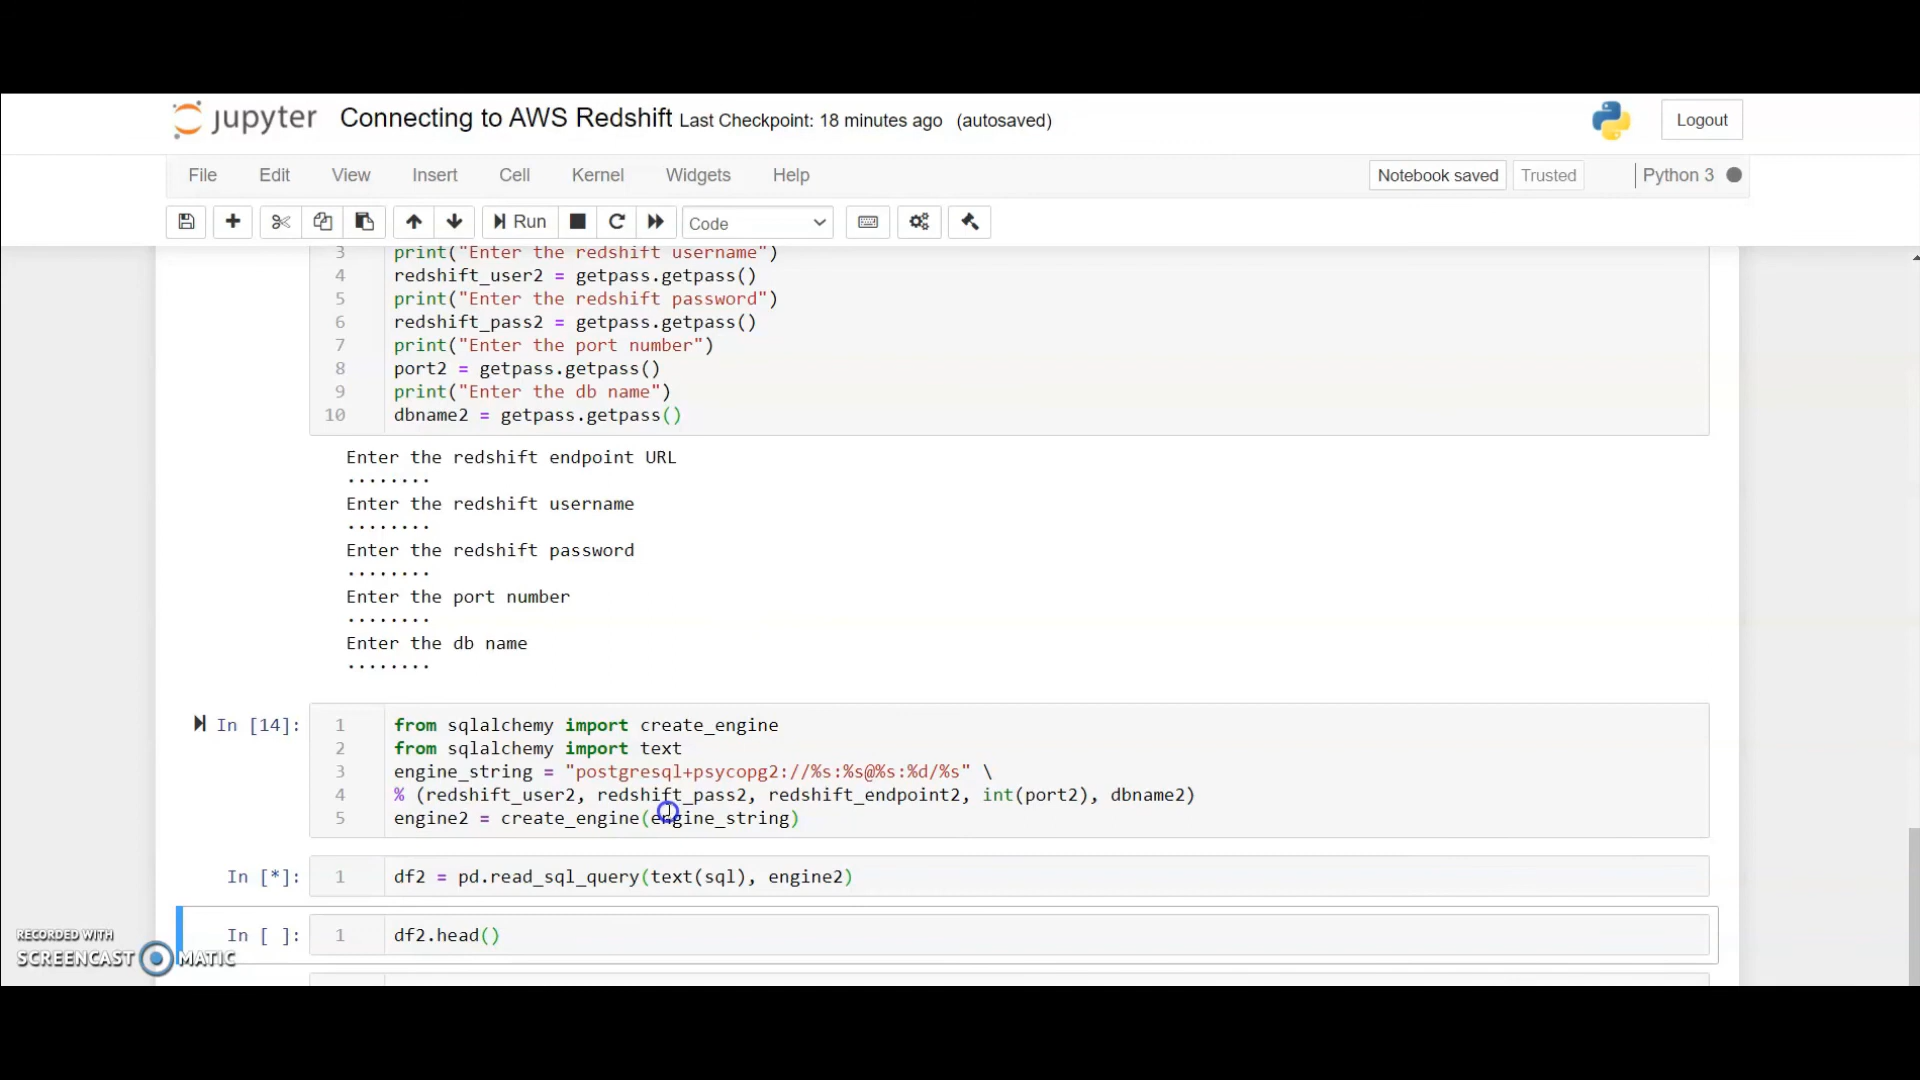 jupyter Connecting to AWS Redshift Last Checkpoint: 18 minutes ago (autosaved) Logout
File Edit View Insert Cell Kernel Widgets Help Notebook saved Trusted Python 3
Run Code
3 print("Enter the redshift username")
4 redshift_user2 = getpass.getpass()
5 print("Enter the redshift password")
6 redshift_pass2 = getpass.getpass()
7 print("Enter the port number")
8 port2 = getpass.getpass()
9 print("Enter the db name")
10 dbname2 = getpass.getpass()
Enter the redshift endpoint URL
········
Enter the redshift username
········
Enter the redshift password
········
Enter the port number
········
Enter the db name
········
In [14]: 1 from sqlalchemy import create_engine
2 from sqlalchemy import text
3 engine_string = "postgresql+psycopg2://%s:%s@%s:%d/%s" \
4 % (redshift_user2, redshift_pass2, redshift_endpoint2, int(port2), dbname2)
5 engine2 = create_engine(engine_string)
In [*]: 1 df2 = pd.read_sql_query(text(sql), engine2)
In [ ]: 1 df2.head()
RECORDED WITH
SCREENCAST MATIC